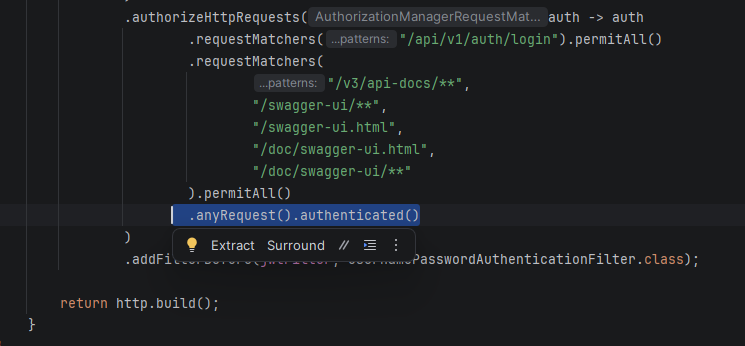 .authorizeHttpRequests( AuthorizationManagerRequestMat... auth -> auth
.requestMatchers( ...patterns: "/api/v1/auth/login").permitAll()
.requestMatchers(
...patterns: "/v3/api-docs/**",
"/swagger-ui/**",
"/swagger-ui.html",
"/doc/swagger-ui.html",
"/doc/swagger-ui/**"
).permitAll()
.anyRequest().authenticated()
)
Extract Surround //
.addFilterBefore(jwtFilter, UsernamePasswordAuthenticationFilter.class);
return http.build();
}